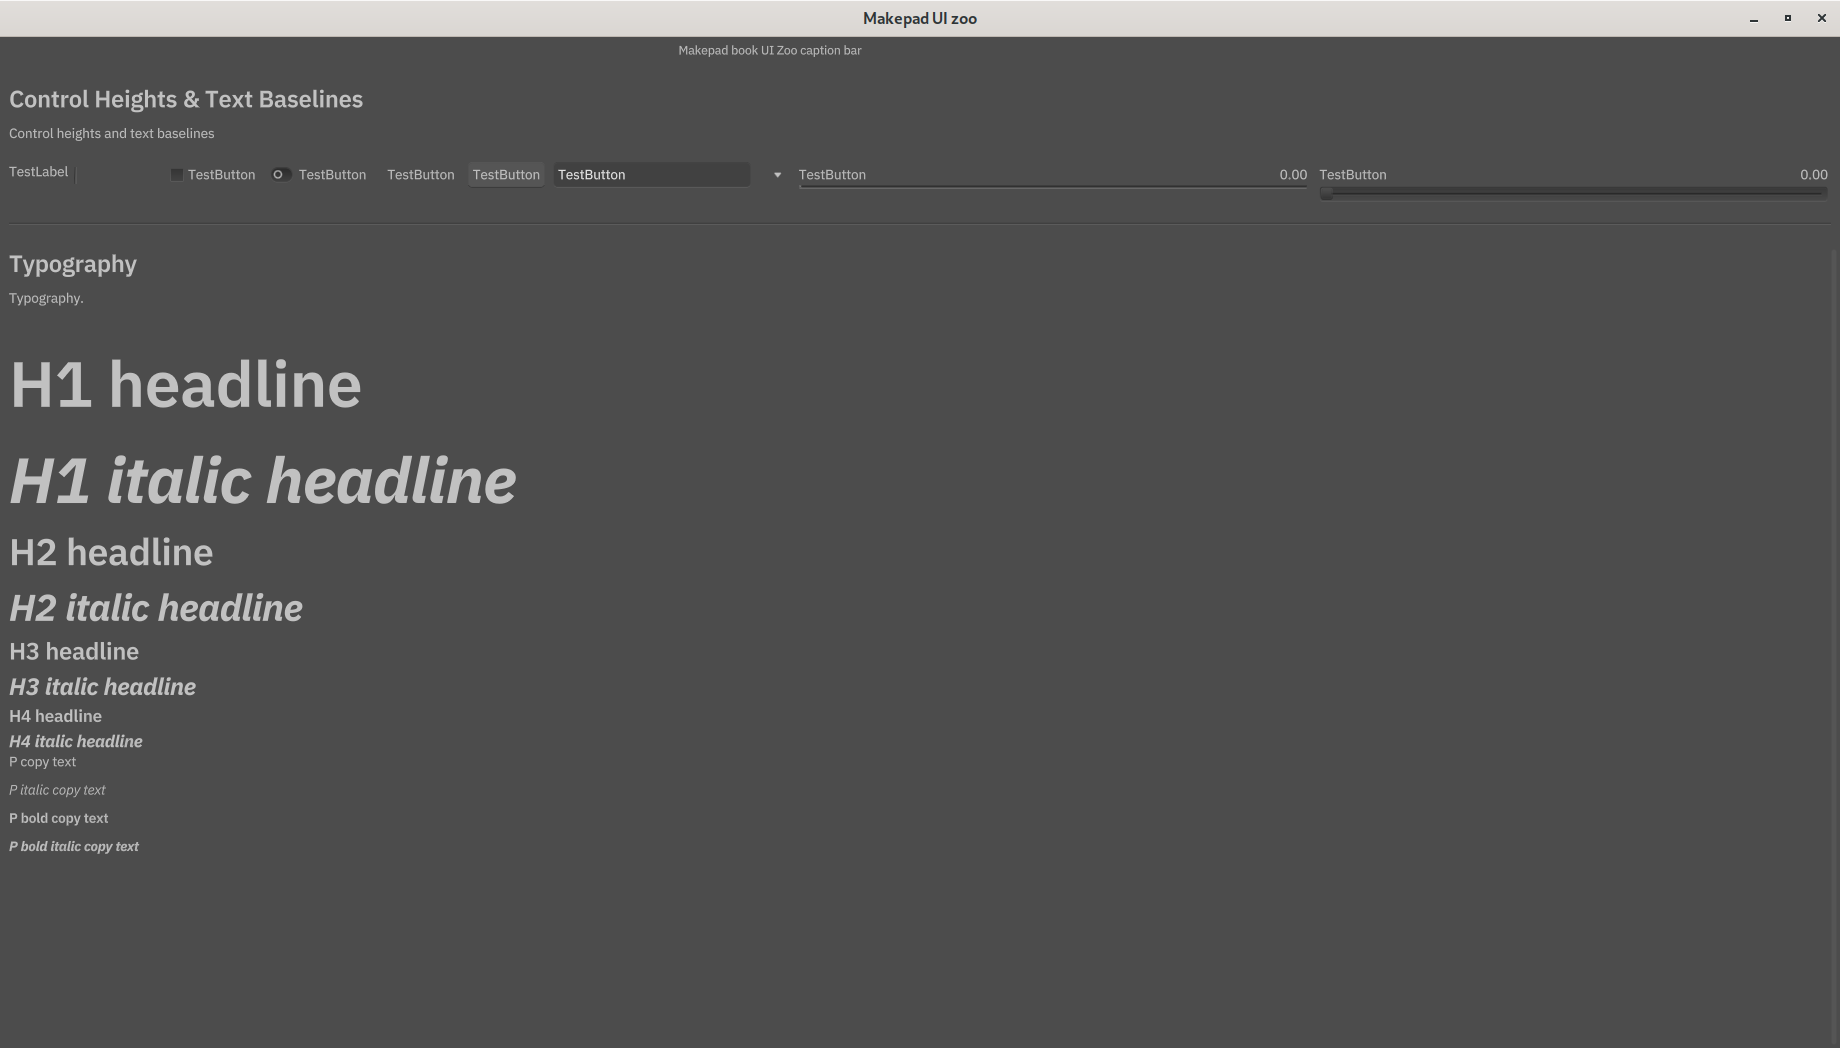 Makepad UI zoo
Makepad book UI Zoo caption bar
Control Heights & Text Baselines
Control heights and text baselines
TestLabel TestButton TestButton TestButton TestButton TestButton TestButton 0.00 TestButton 0.00
Typography
Typography.
H1 headline
H1 italic headline
H2 headline
H2 italic headline
H3 headline
H3 italic headline
H4 headline
H4 italic headline
P copy text
P italic copy text
P bold copy text
P bold italic copy text